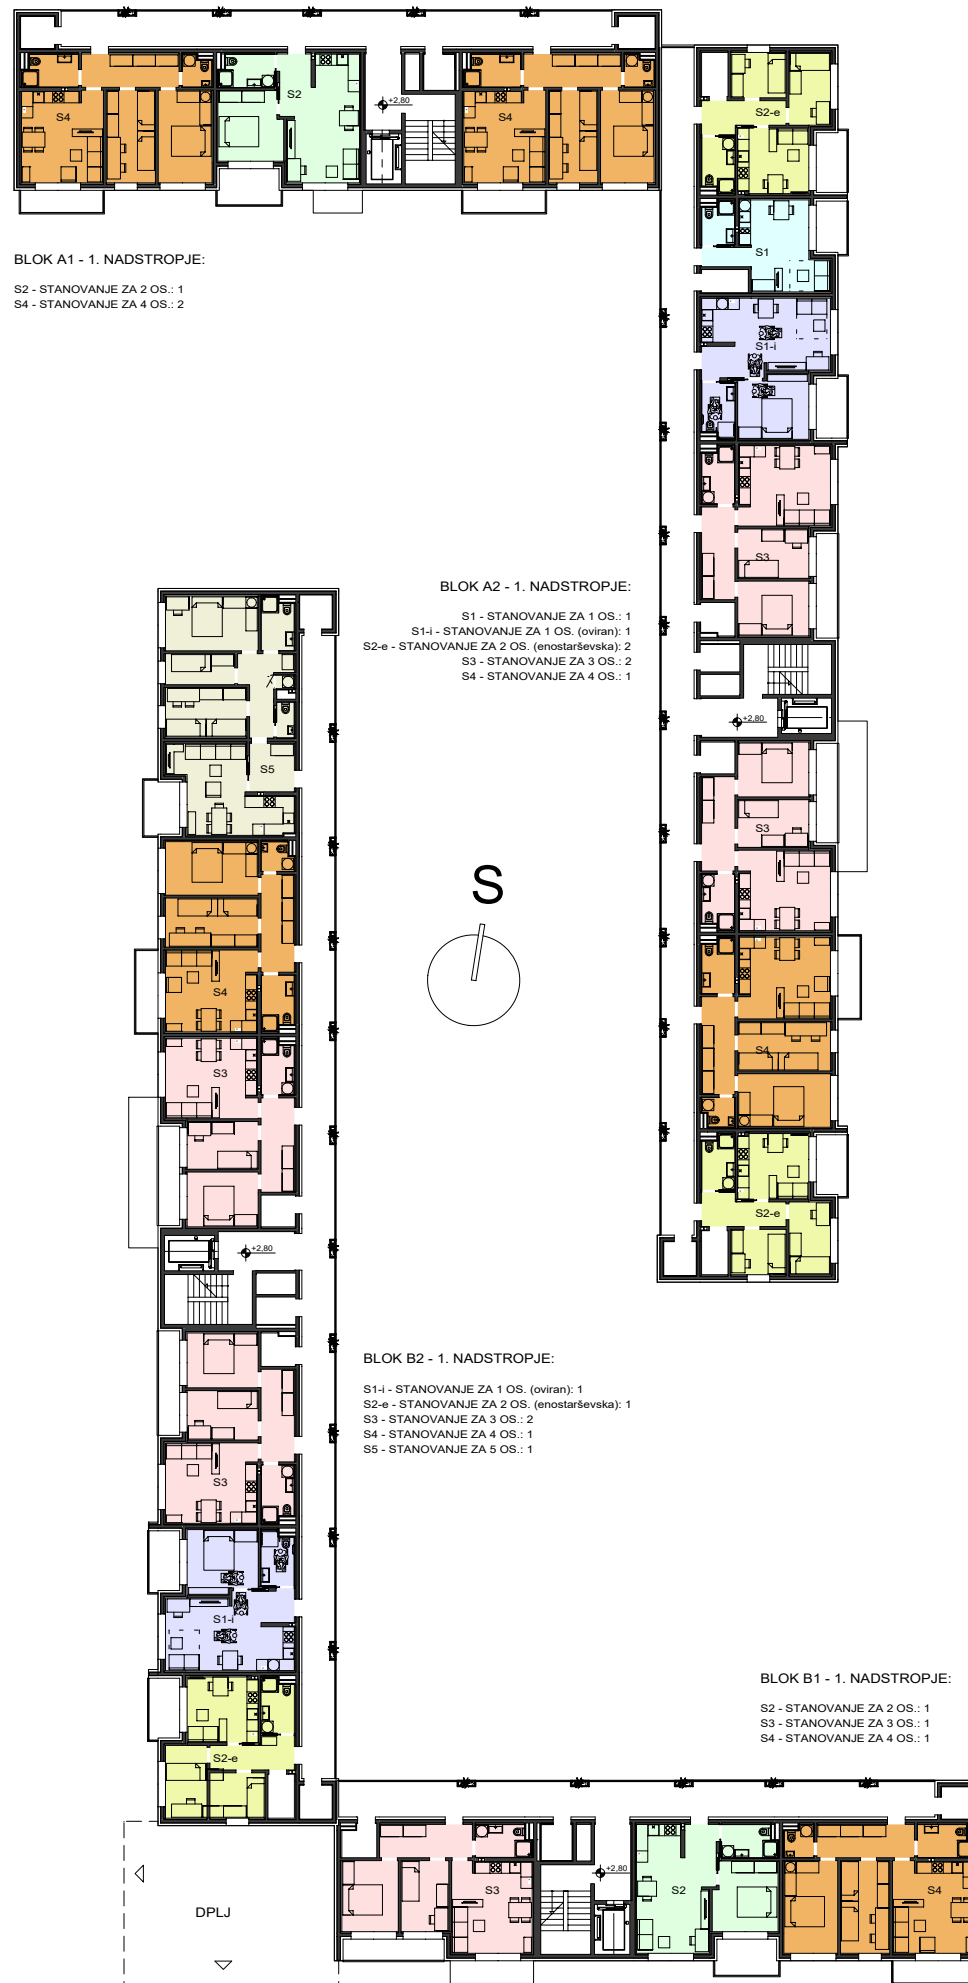 S4
S2
+2,80
S4
S2-e
S1
S1-i
S3
BLOK A1 - 1. NADSTROPJE:
S2 - STANOVANJE ZA 2 OS.: 1
S4 - STANOVANJE ZA 4 OS.: 2
BLOK A2 - 1. NADSTROPJE:
S1 - STANOVANJE ZA 1 OS.: 1
S1-i - STANOVANJE ZA 1 OS. (oviran): 1
S2-e - STANOVANJE ZA 2 OS. (enostarševska): 2
S3 - STANOVANJE ZA 3 OS.: 2
S4 - STANOVANJE ZA 4 OS.: 1
+2,80
S3
S4
S2-e
S5
S4
S3
+2,80
S3
S1-i
S2-e
S
BLOK B2 - 1. NADSTROPJE:
S1-i - STANOVANJE ZA 1 OS. (oviran): 1
S2-e - STANOVANJE ZA 2 OS. (enostarševska): 1
S3 - STANOVANJE ZA 3 OS.: 2
S4 - STANOVANJE ZA 4 OS.: 1
S5 - STANOVANJE ZA 5 OS.: 1
BLOK B1 - 1. NADSTROPJE:
S2 - STANOVANJE ZA 2 OS.: 1
S3 - STANOVANJE ZA 3 OS.: 1
S4 - STANOVANJE ZA 4 OS.: 1
DPLJ
S3
+2,80
S2
S4